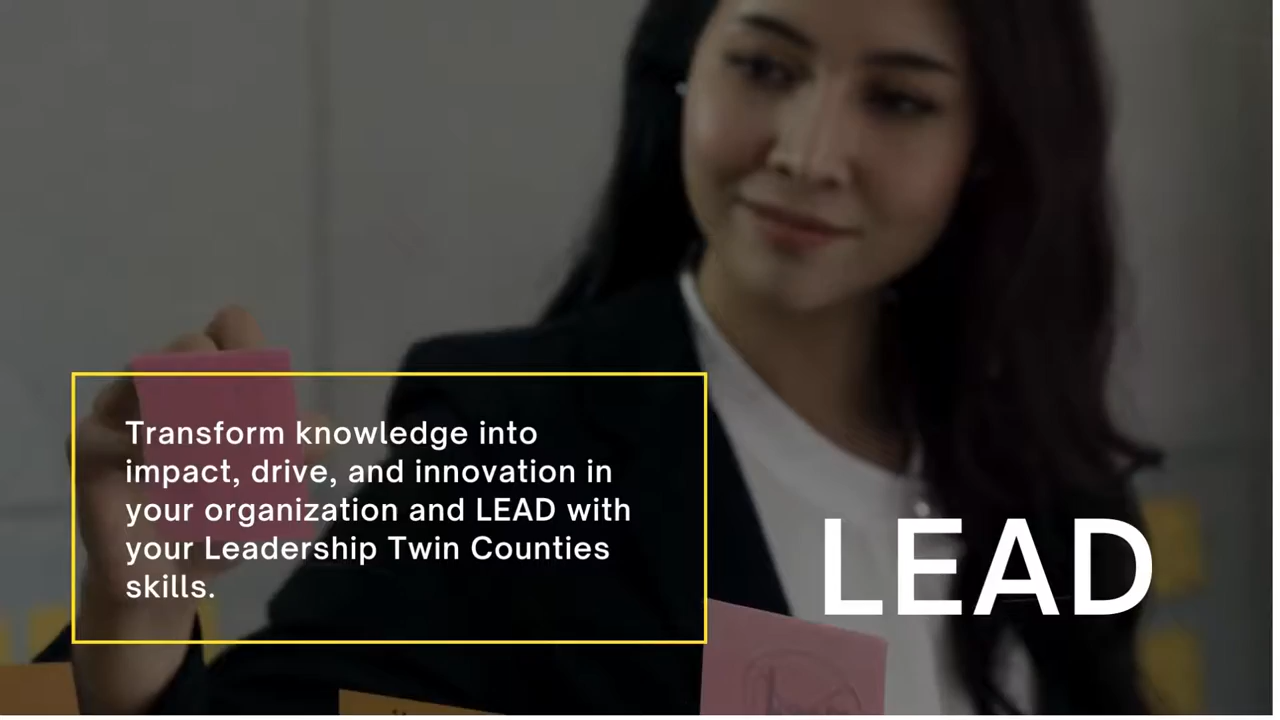 Transform knowledge into
impact, drive, and innovation in
your organization and LEAD with
your Leadership Twin Counties
skills.
LEAD